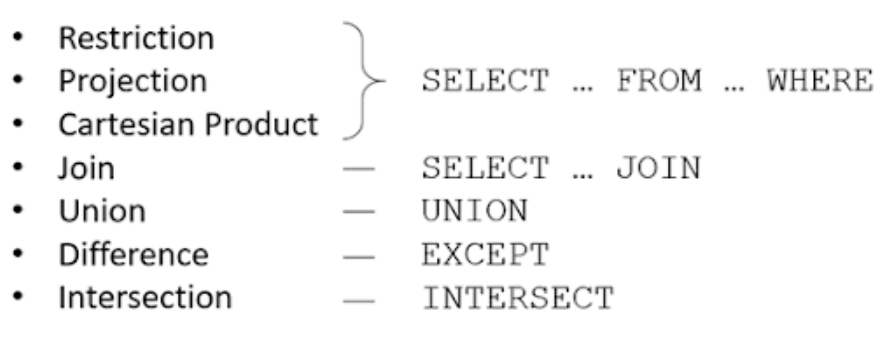 • Restriction
• Projection SELECT … FROM … WHERE
• Cartesian Product
• Join — SELECT … JOIN
• Union — UNION
• Difference — EXCEPT
• Intersection — INTERSECT